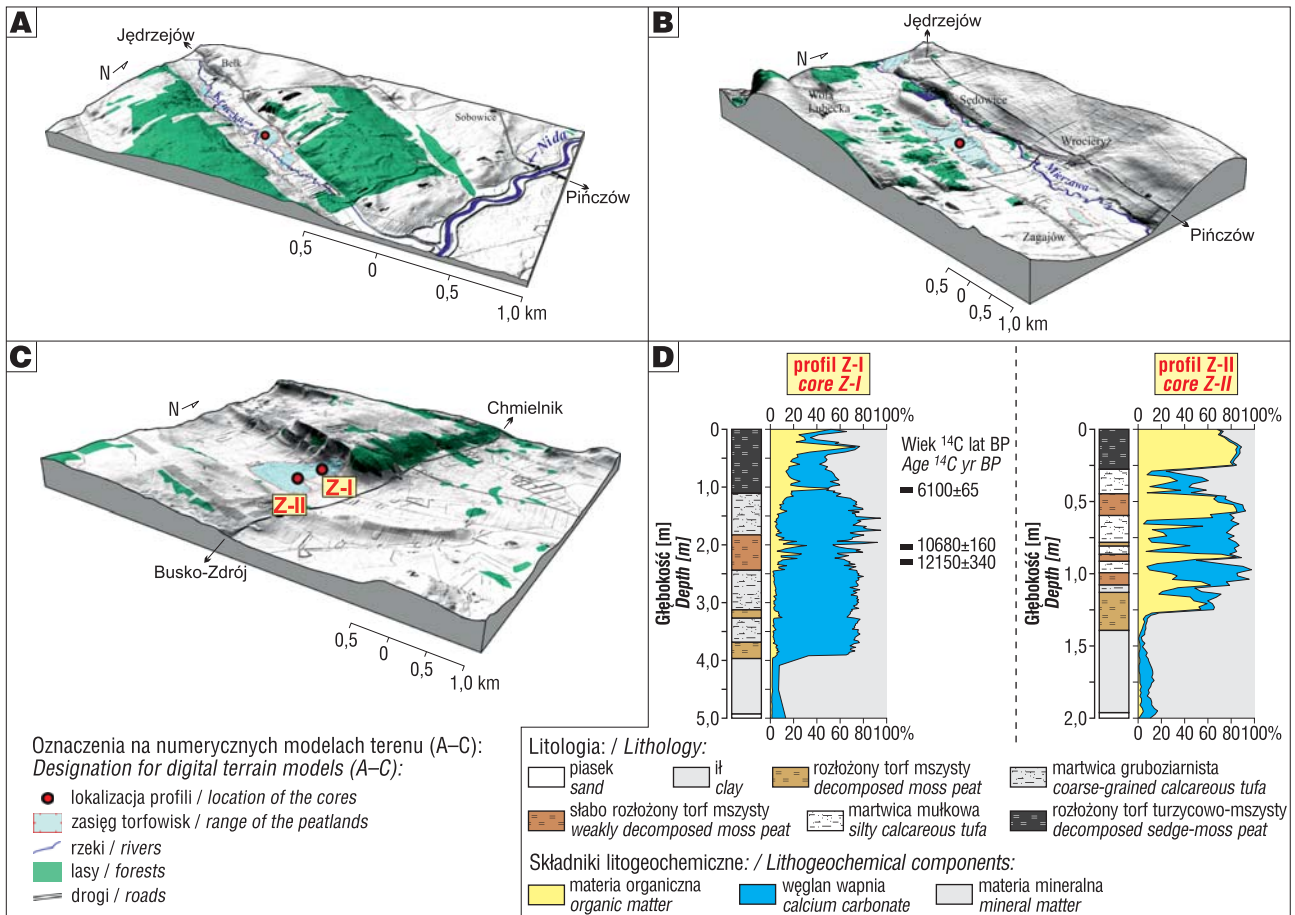 A
Jędrzejów
N
Bełk
Sobowice
Nida
Pińczów
0,5
0
0,5
1,0 km
B
Jędrzejów
N
Wola
Lubecka
Sędowice
Wrocieryż
Mierzawa
Zagajów
Pińczów
0,5
0
0,5
1,0 km
C
N
Chmielnik
Z-I
Z-II
Busko-Zdrój
0,5
0
0,5
1,0 km
D
profil Z-I
core Z-I
0 20 40 60 80 100%
Głębokość [m]
Depth [m]
0
1,0
2,0
3,0
4,0
5,0
0 20 40 60 80 100%
Wiek 14C lat BP
Age 14C yr BP
6100±65
10680±160
12150±340
profil Z-II
core Z-II
0 20 40 60 80 100%
Głębokość [m]
Depth [m]
0
0,5
1,0
1,5
2,0
0 20 40 60 80 100%
Oznaczenia na numerycznych modelach terenu (A–C):
Designation for digital terrain models (A–C):
lokalizacja profili / location of the cores
zasięg torfowisk / range of the peatlands
rzeki / rivers
lasy / forests
drogi / roads
Litologia: / Lithology:
piasek
sand
ił
clay
rozłożony torf mszysty
decomposed moss peat
martwica gruboziarnista
coarse-grained calcareous tufa
słabo rozłożony torf mszysty
weakly decomposed moss peat
martwica mułkowa
silty calcareous tufa
rozłożony torf turzycowo-mszysty
decomposed sedge-moss peat
Składniki litogeochemiczne: / Lithogeochemical components:
materia organiczna
organic matter
węglan wapnia
calcium carbonate
materia mineralna
mineral matter